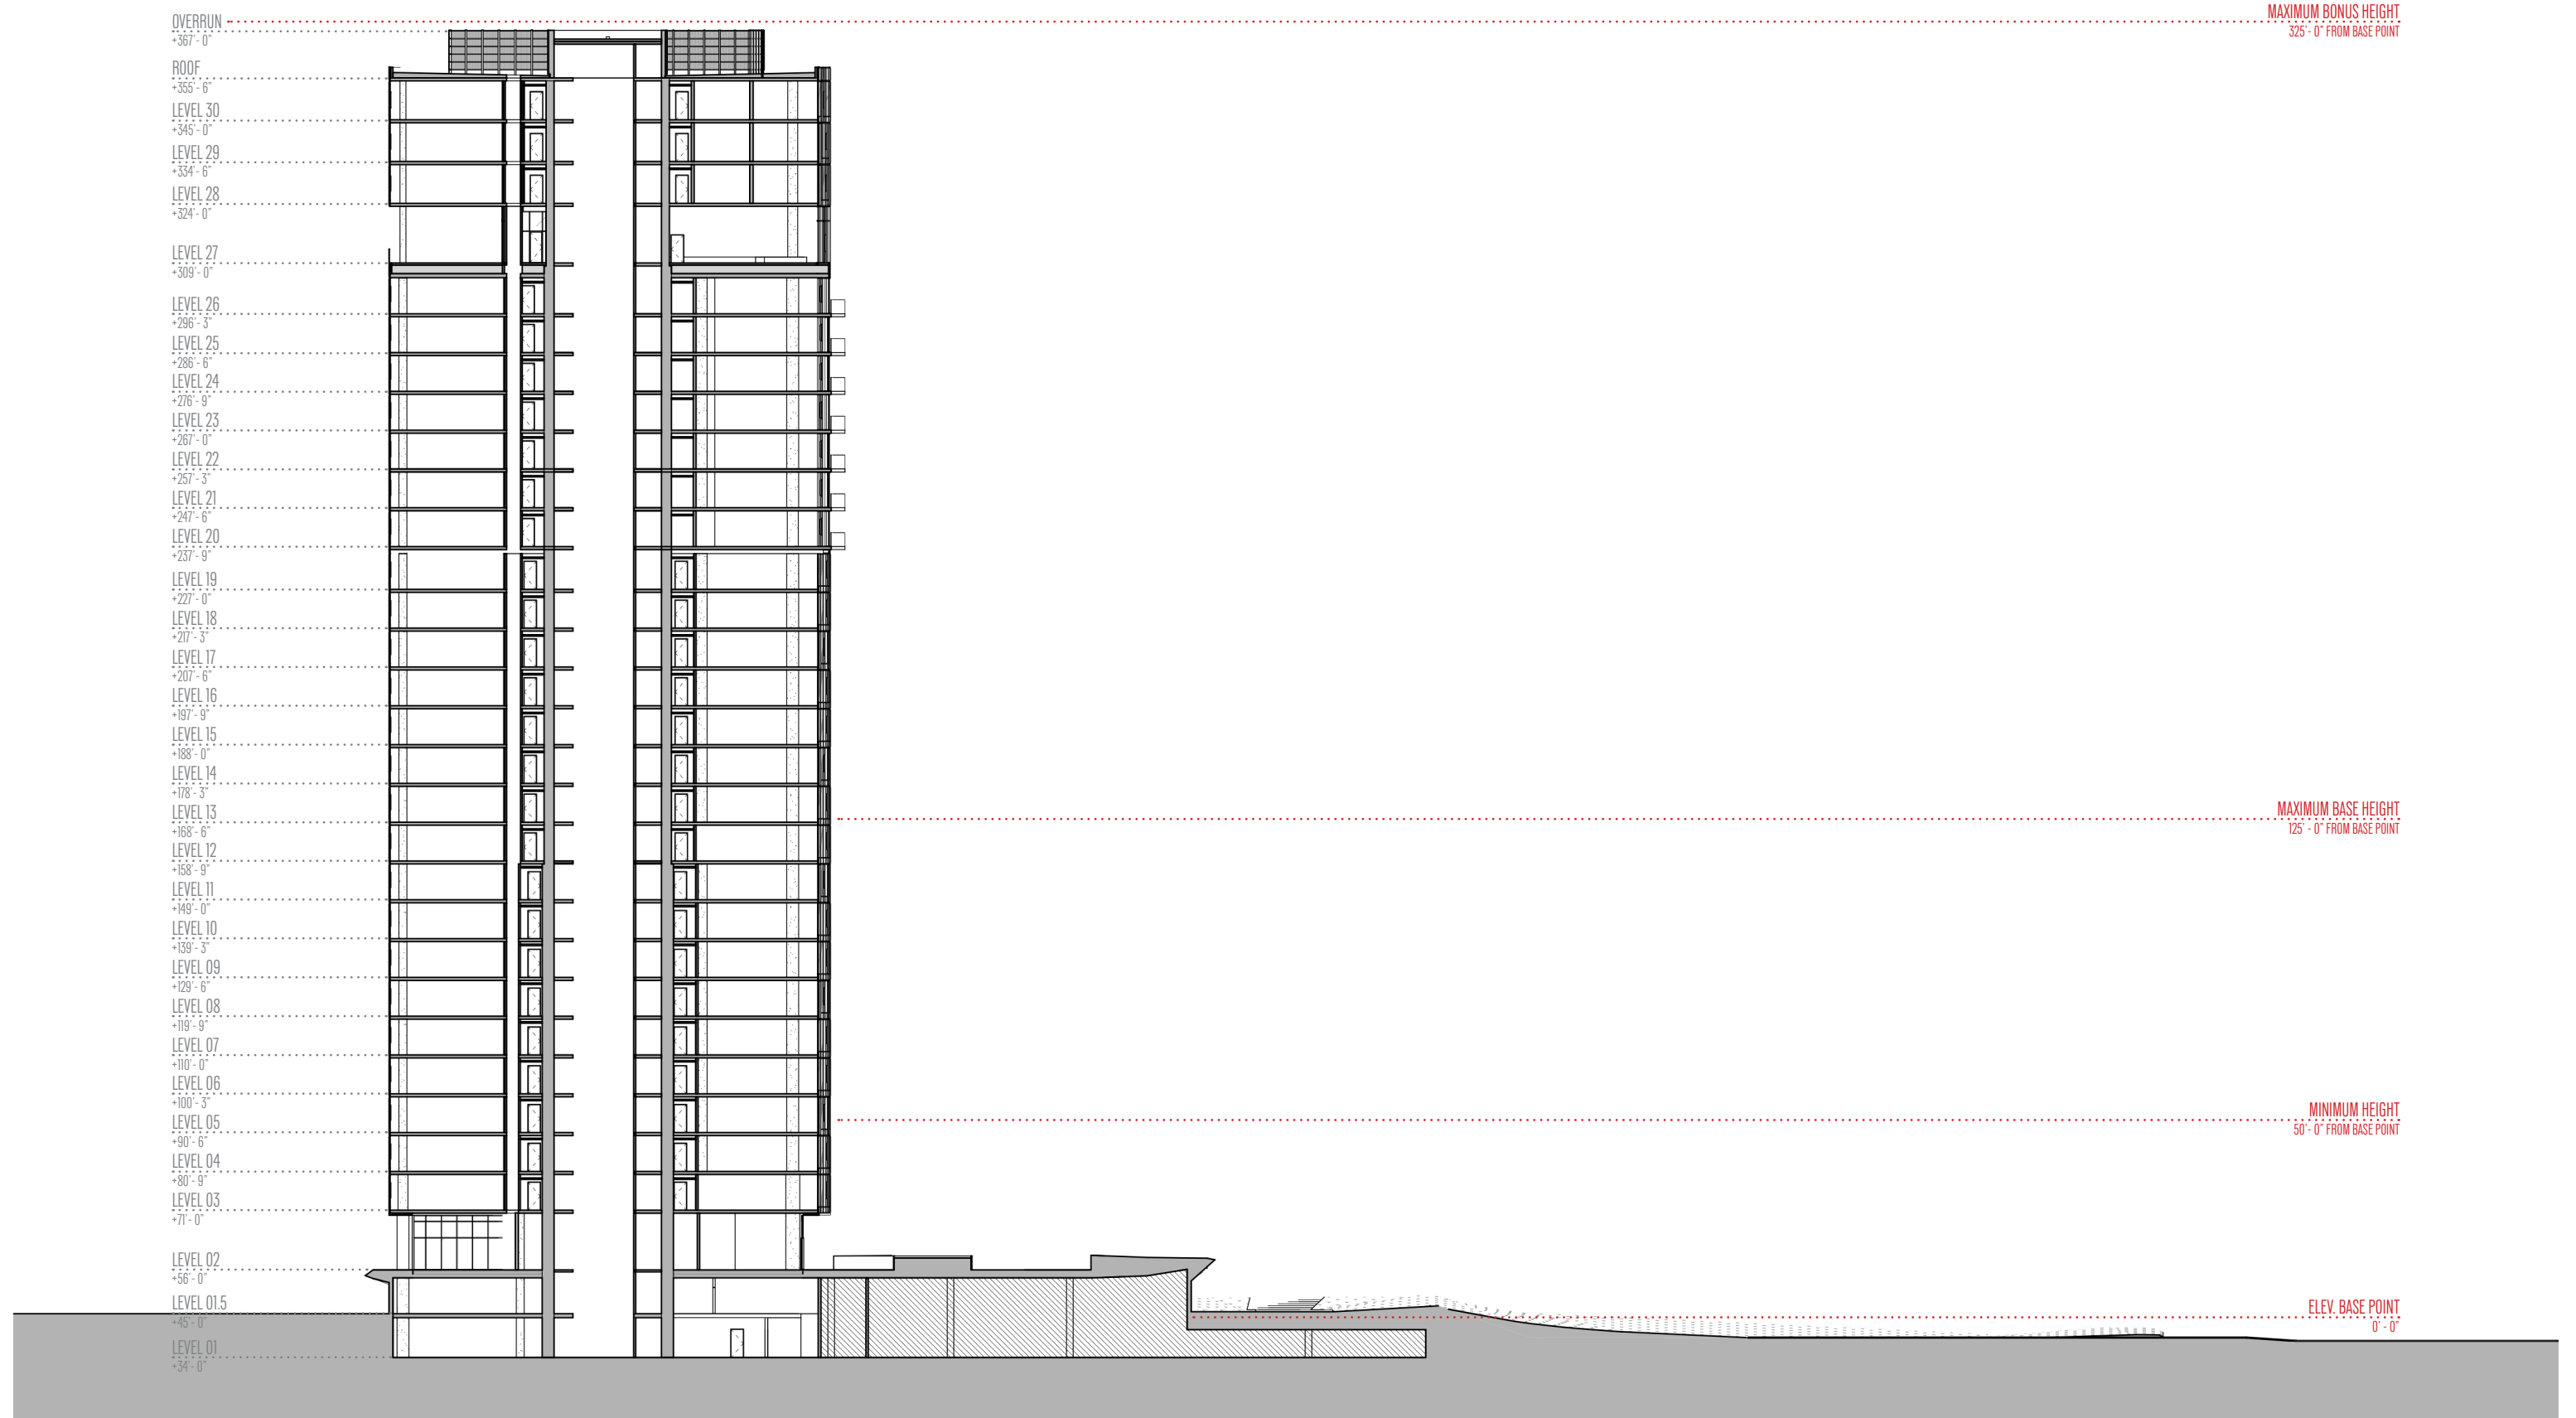 OVERRUN
+367'- 0"
MAXIMUM BONUS HEIGHT
325'- 0" FROM BASE POINT
ROOF
+355'- 6"
LEVEL 30
+345'- 0"
LEVEL 29
+334'- 6"
LEVEL 28
+324'- 0"
LEVEL 27
+309'- 0"
LEVEL 26
+296'- 3"
LEVEL 25
+286'- 6"
LEVEL 24
+276'- 9"
LEVEL 23
+267'- 0"
LEVEL 22
+257'- 3"
LEVEL 21
+247'- 6"
LEVEL 20
+237'- 9"
LEVEL 19
+227'- 0"
LEVEL 18
+217'- 3"
LEVEL 17
+207'- 6"
LEVEL 16
+197'- 9"
LEVEL 15
+188'- 0"
LEVEL 14
+178'- 3"
LEVEL 13
+168'- 6"
MAXIMUM BASE HEIGHT
125' - 0" FROM BASE POINT
LEVEL 12
+158'- 9"
LEVEL 11
+149'- 0"
LEVEL 10
+139'- 3"
LEVEL 09
+129'- 6"
LEVEL 08
+119'- 9"
LEVEL 07
+110'- 0"
LEVEL 06
+100'- 3"
LEVEL 05
+90'- 6"
MINIMUM HEIGHT
50'- 0" FROM BASE POINT
LEVEL 04
+80'- 9"
LEVEL 03
+71'- 0"
LEVEL 02
+56'- 0"
LEVEL 01.5
+45'- 0"
ELEV. BASE POINT
0' - 0"
LEVEL 01
+34'- 0"